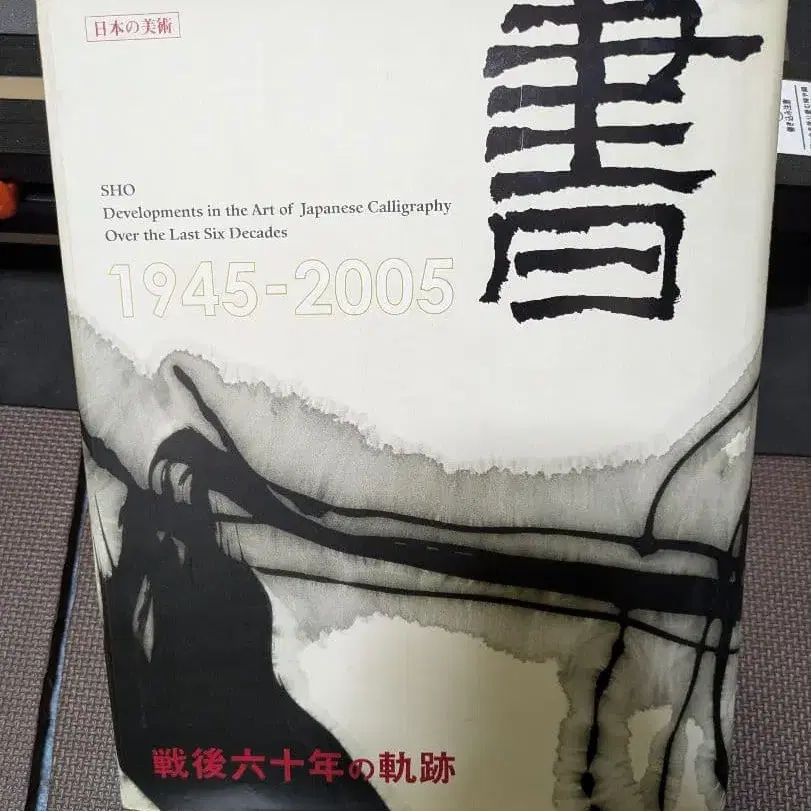 日本の美術
書
SHO
Developments in the Art of Japanese Calligraphy
Over the Last Six Decades
1945-2005
戦後六十年の軌跡